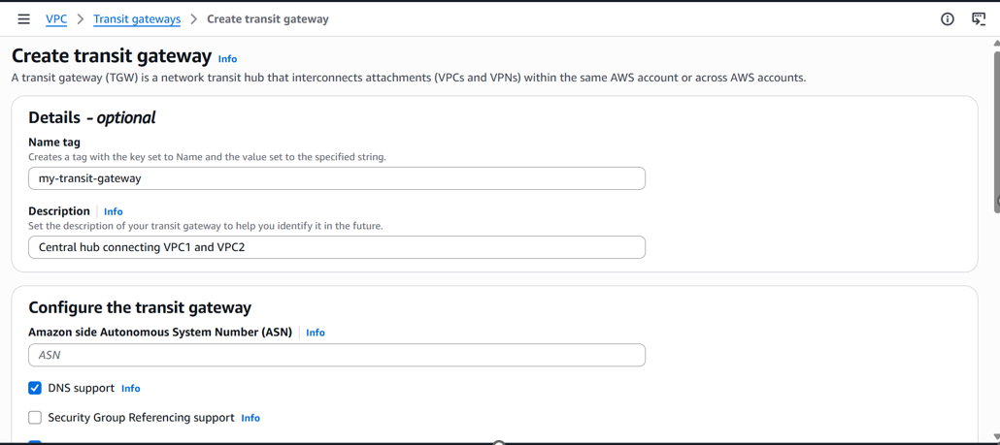 VPC > Transit gateways > Create transit gateway
Create transit gateway Info
A transit gateway (TGW) is a network transit hub that interconnects attachments (VPCs and VPNs) within the same AWS account or across AWS accounts.
Details - optional
Name tag
Creates a tag with the key set to Name and the value set to the specified string.
my-transit-gateway
Description Info
Set the description of your transit gateway to help you identify it in the future.
Central hub connecting VPC1 and VPC2
Configure the transit gateway
Amazon side Autonomous System Number (ASN) Info
ASN
DNS support Info
Security Group Referencing support Info